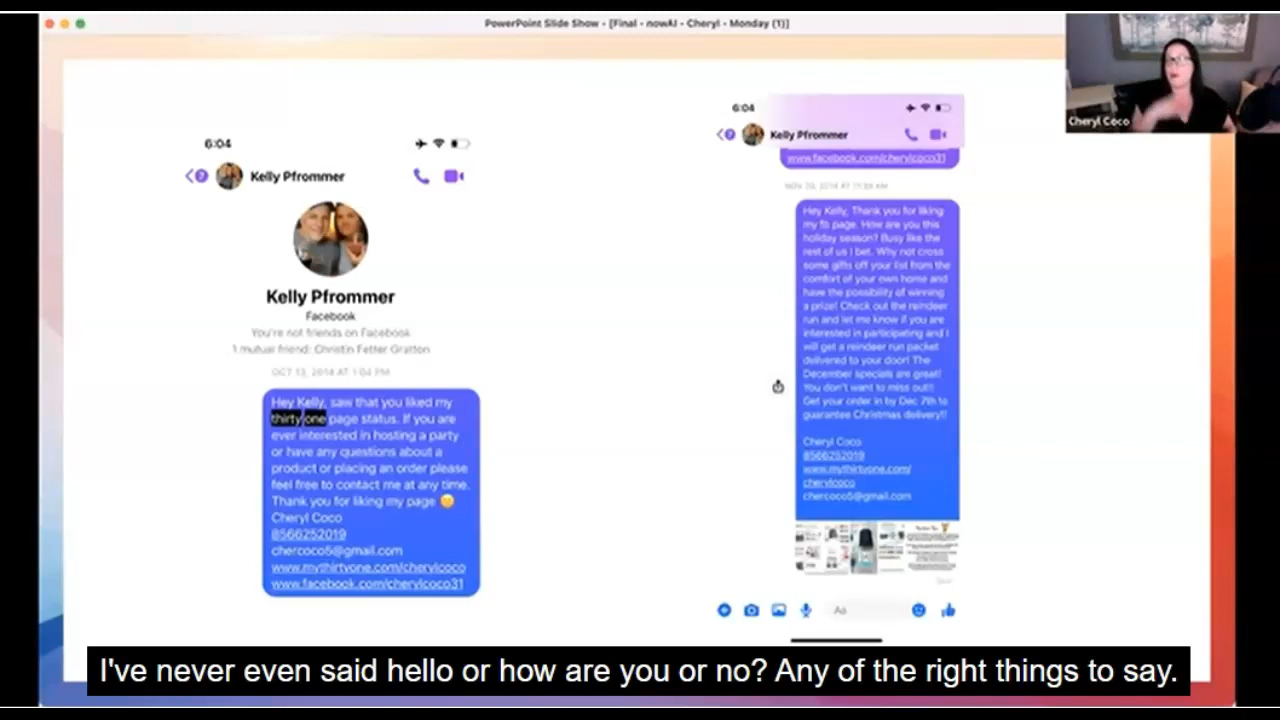 PowerPoint Slide Show - [Final - nowAI - Cheryl - Monday (1)]
Cheryl Coco
6:04
Kelly Pfrommer
Kelly Pfrommer
Facebook
You're not friends on Facebook
1 mutual friend: Christin Fetter Gratton
OCT 13, 2014 AT 1:04 PM
Hey Kelly, saw that you liked my
thirty one page status. If you are
ever interested in hosting a party
or have any questions about a
product or placing an order please
feel free to contact me at any time.
Thank you for liking my page
Cheryl Coco
8566252019
chercoco5@gmail.com
www.mythirtyone.com/cherylcoco
www.facebook.com/cherylcoco31
6:04
Kelly Pfrommer
www.facebook.com/cherylcoco31
2014 AT 11:39 AM
Hey Kelly, Thank you for liking
my fb page. How are you this
holiday season? Busy like the
rest of us I bet. Why not cross
some gifts off your list from the
comfort of your own home and
have the possibility of winning
a prize! Check out the reindeer
run and let me know if you are
interested in participating and I
will get a reindeer run packet
delivered to your door! The
December specials are great!
You don't want to miss out!!
Get your order in by Dec 7th to
guarantee Christmas delivery!!
Cheryl Coco
8566252019
www.mythirtyone.com/
cherylcoco
chercoco5@gmail.com
Aa
I've never even said hello or how are you or no? Any of the right things to say.